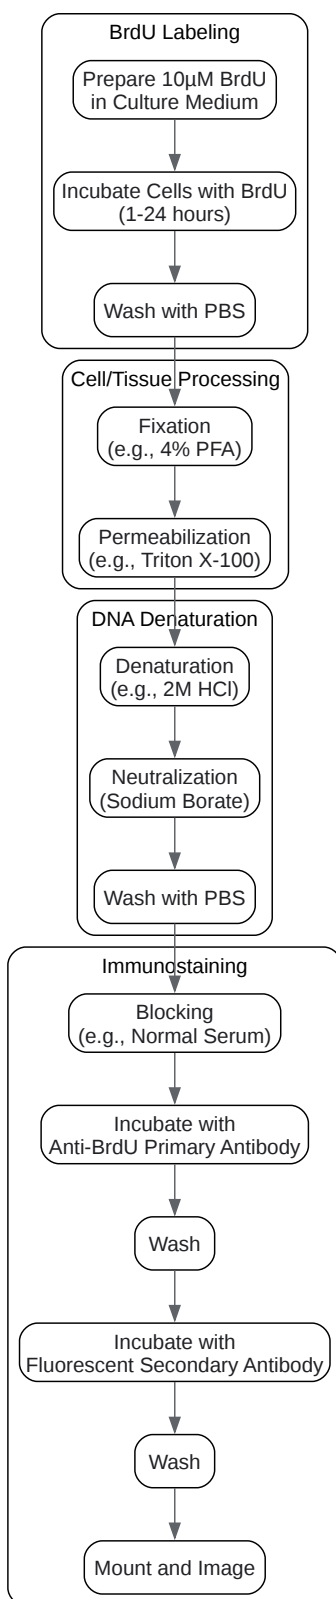 BrdU Labeling
Prepare 10µM BrdU
in Culture Medium
Incubate Cells with BrdU
(1-24 hours)
Wash with PBS
Cell/Tissue Processing
Fixation
(e.g., 4% PFA)
Permeabilization
(e.g., Triton X-100)
DNA Denaturation
Denaturation
(e.g., 2M HCl)
Neutralization
(Sodium Borate)
Wash with PBS
Immunostaining
Blocking
(e.g., Normal Serum)
Incubate with
Anti-BrdU Primary Antibody
Wash
Incubate with
Fluorescent Secondary Antibody
Wash
Mount and Image